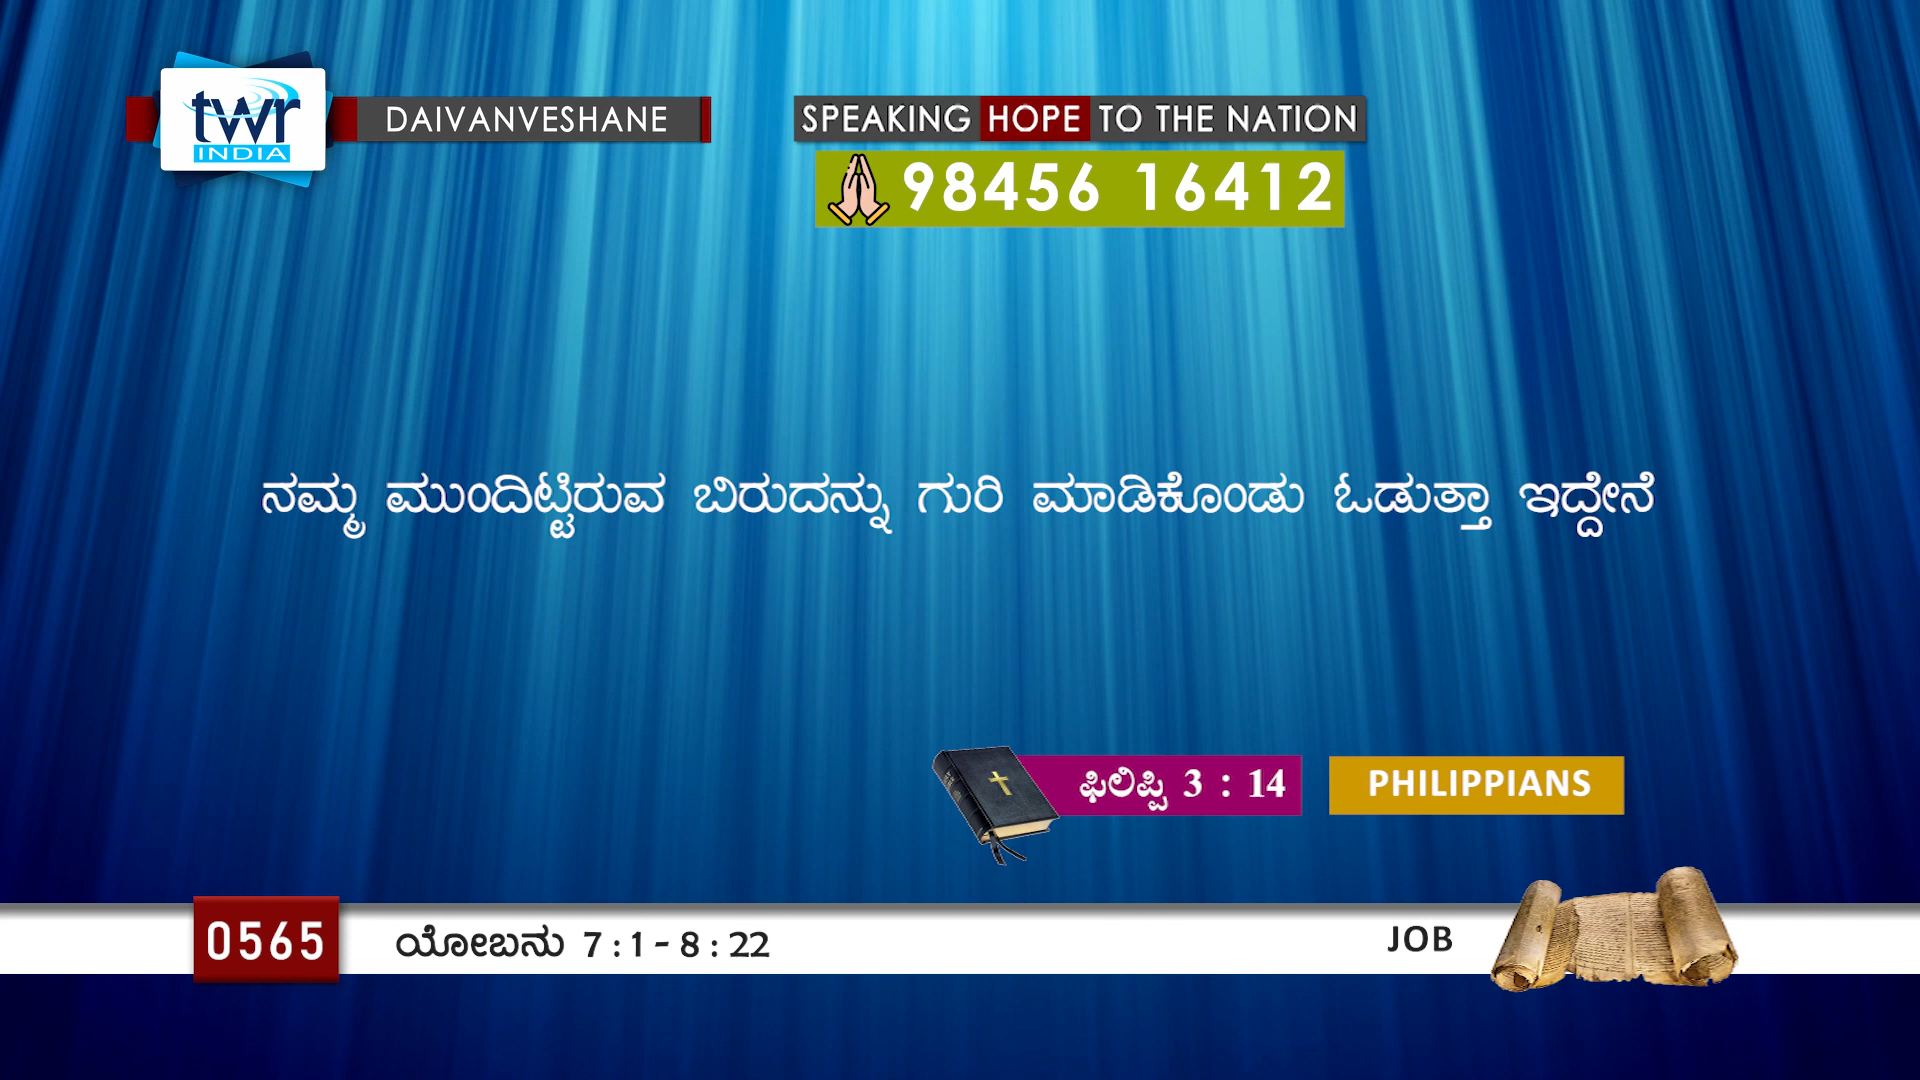 twr
INDIA
DAIVANVESHANE
SPEAKING HOPE TO THE NATION
98456 16412
ನಮ್ಮ ಮುಂದಿಟ್ಟಿರುವ ಬಿರುದನ್ನು ಗುರಿ ಮಾಡಿಕೊಂಡು ಓಡುತ್ತಾ ಇದ್ದೇನೆ
ಫಿಲಿಪ್ಪಿ 3 : 14
PHILIPPIANS
0565
ಯೋಬನು 7 : 1 - 8 : 22
JOB